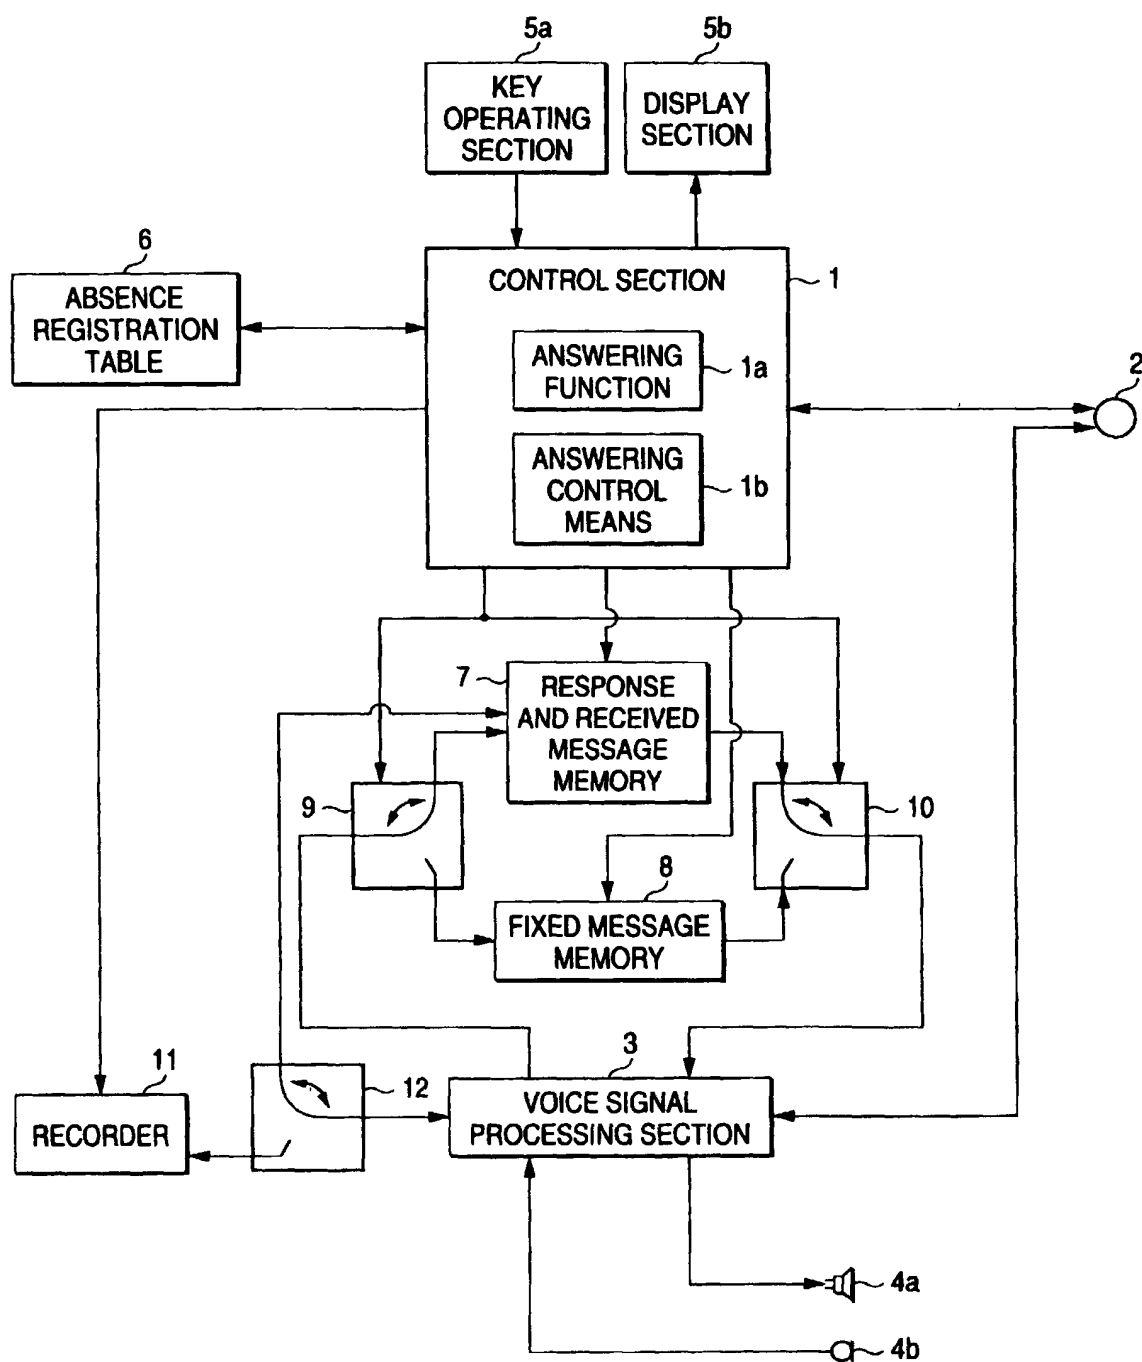 5a
5b
KEY
OPERATING
SECTION
DISPLAY
SECTION
6
ABSENCE
REGISTRATION
TABLE
CONTROL SECTION
1
ANSWERING
FUNCTION
1a
2
ANSWERING
CONTROL
MEANS
1b
7
RESPONSE
AND RECEIVED
MESSAGE
MEMORY
9
10
8
FIXED MESSAGE
MEMORY
11
RECORDER
12
3
VOICE SIGNAL
PROCESSING SECTION
4a
4b